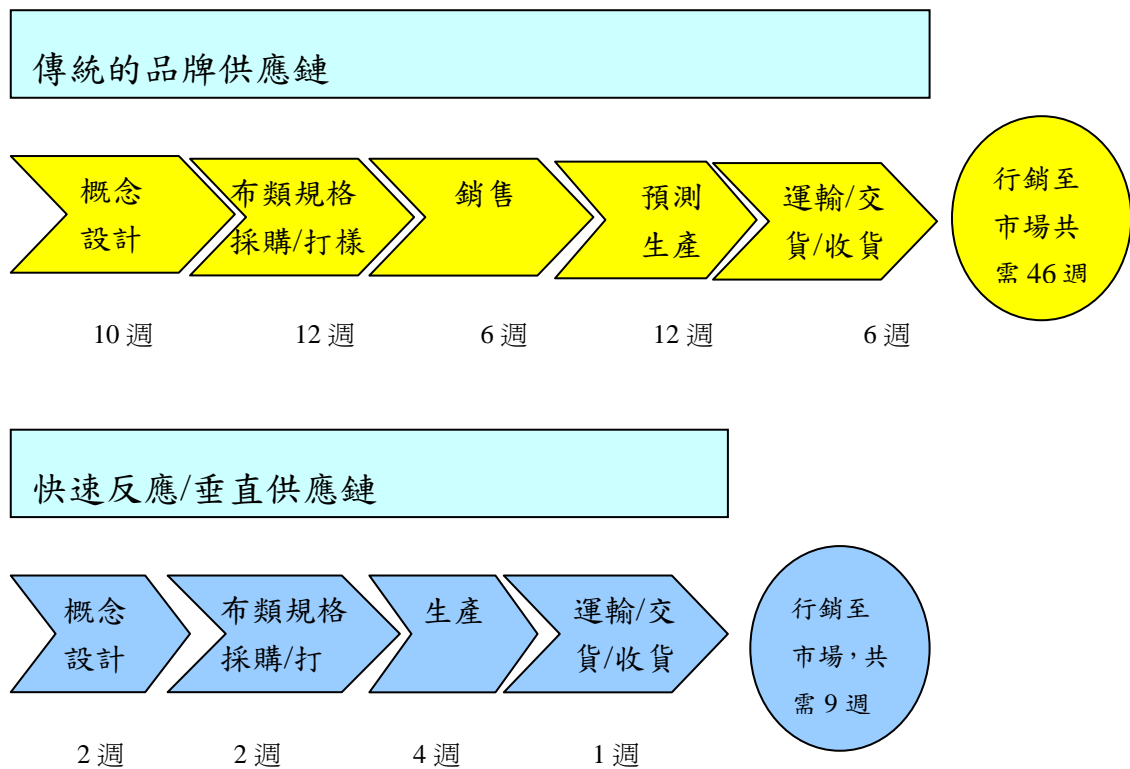 傳統的品牌供應鏈
概念
設計
布類規格
採購/打樣
銷售
預測
生產
運輸/交
貨/收貨
行銷至
市場共
需 46 週
10 週
12 週
6 週
12 週
6 週
快速反應/垂直供應鏈
概念
設計
布類規格
採購/打
生產
運輸/交
貨/收貨
行銷至
市場，共
需 9 週
2 週
2 週
4 週
1 週